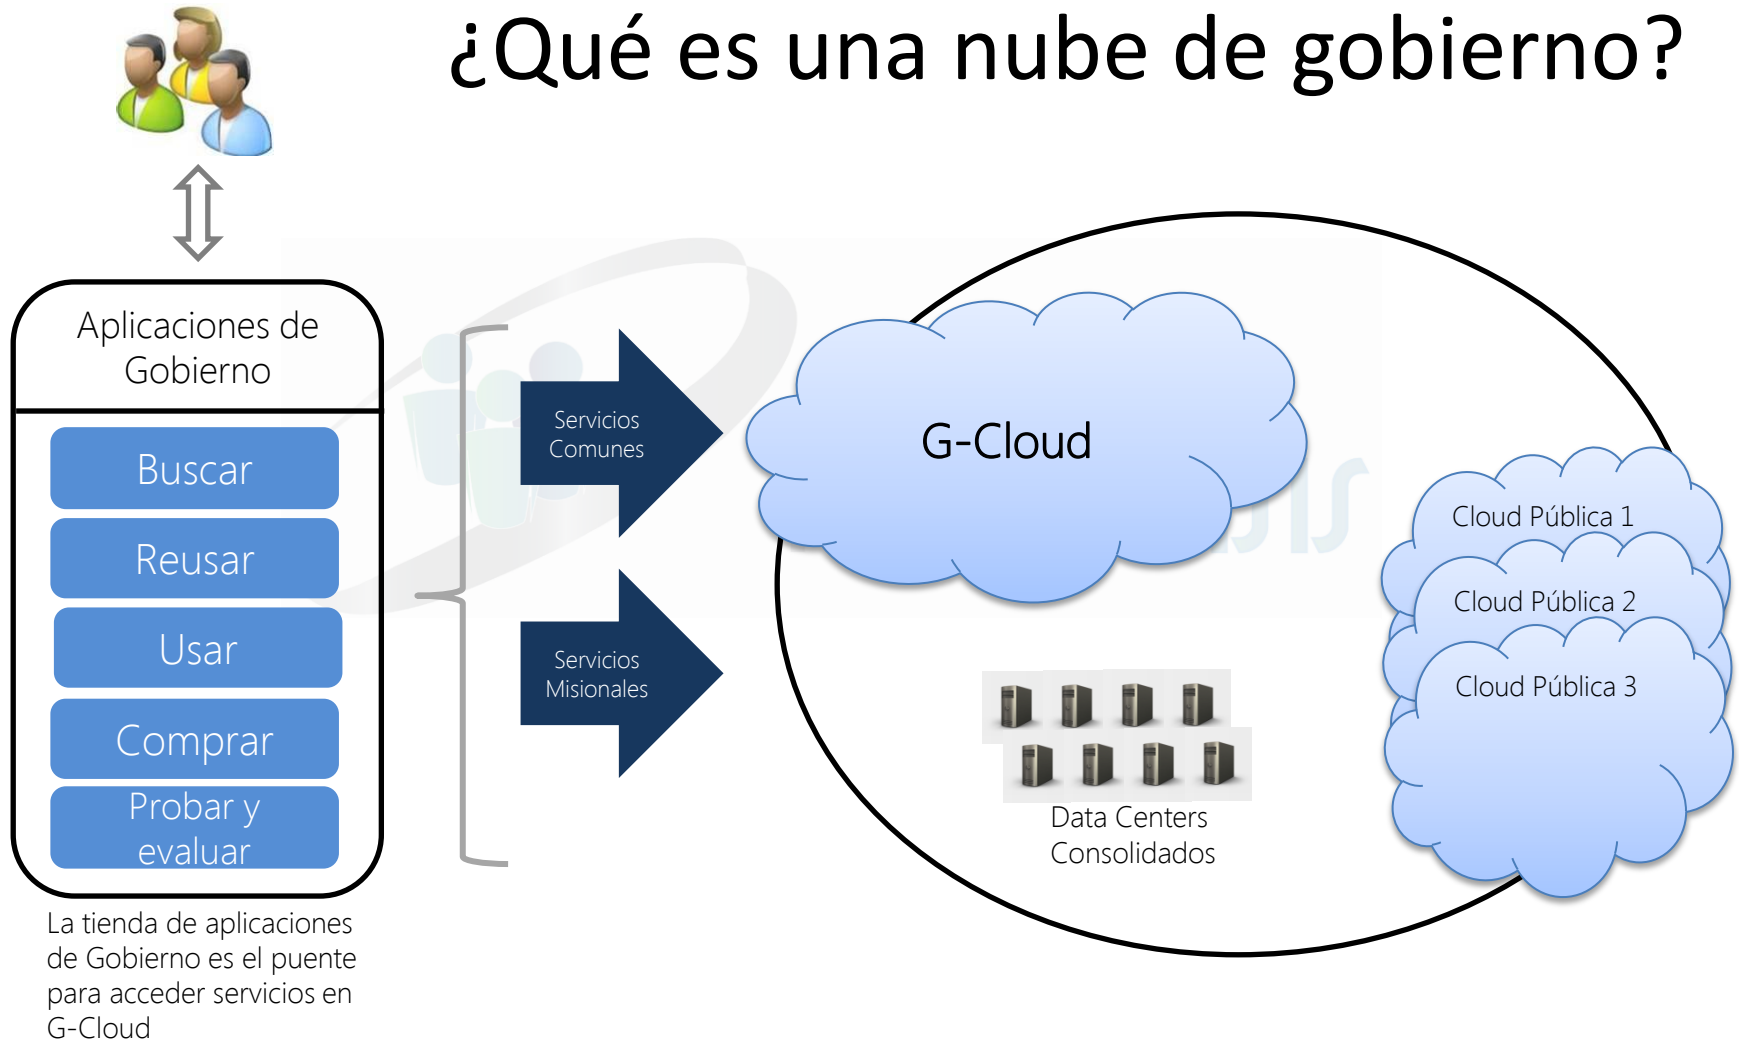 ¿Qué es una nube de gobierno?
Aplicaciones de
Gobierno
Buscar
Reusar
Usar
Comprar
Probar y
evaluar
La tienda de aplicaciones
de Gobierno es el puente
para acceder servicios en
G-Cloud
Servicios
Comunes
Servicios
Misionales
G-Cloud
Data Centers
Consolidados
Cloud Pública 1
Cloud Pública 2
Cloud Pública 3